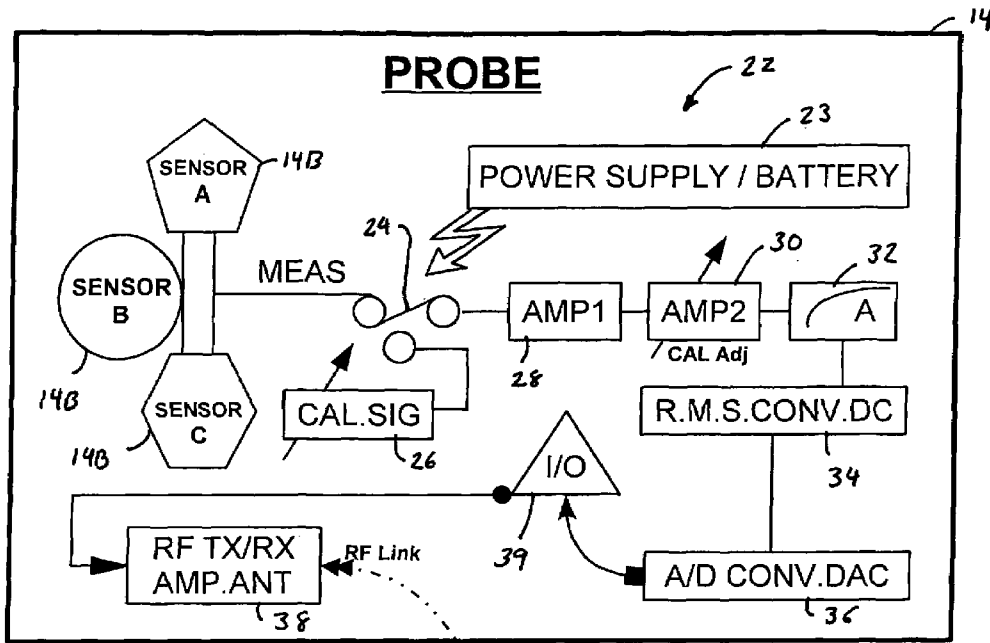 14
PROBE
22
23
POWER SUPPLY / BATTERY
SENSOR
A
14B
24
MEAS
SENSOR
B
14B
30
32
AMP1
AMP2
A
28
CAL Adj
SENSOR
C
14B
CAL.SIG
26
R.M.S.CONV.DC
34
I/O
39
RF TX/RX
AMP.ANT
38
RF Link
A/D CONV.DAC
36